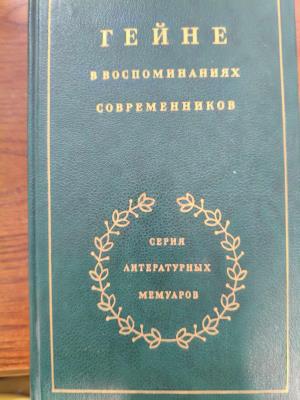 ГЕЙНЕ
В ВОСПОМИНАНИЯХ
СОВРЕМЕННИКОВ
СЕРИЯ
ЛИТЕРАТУРНЫХ
МЕМУАРОВ